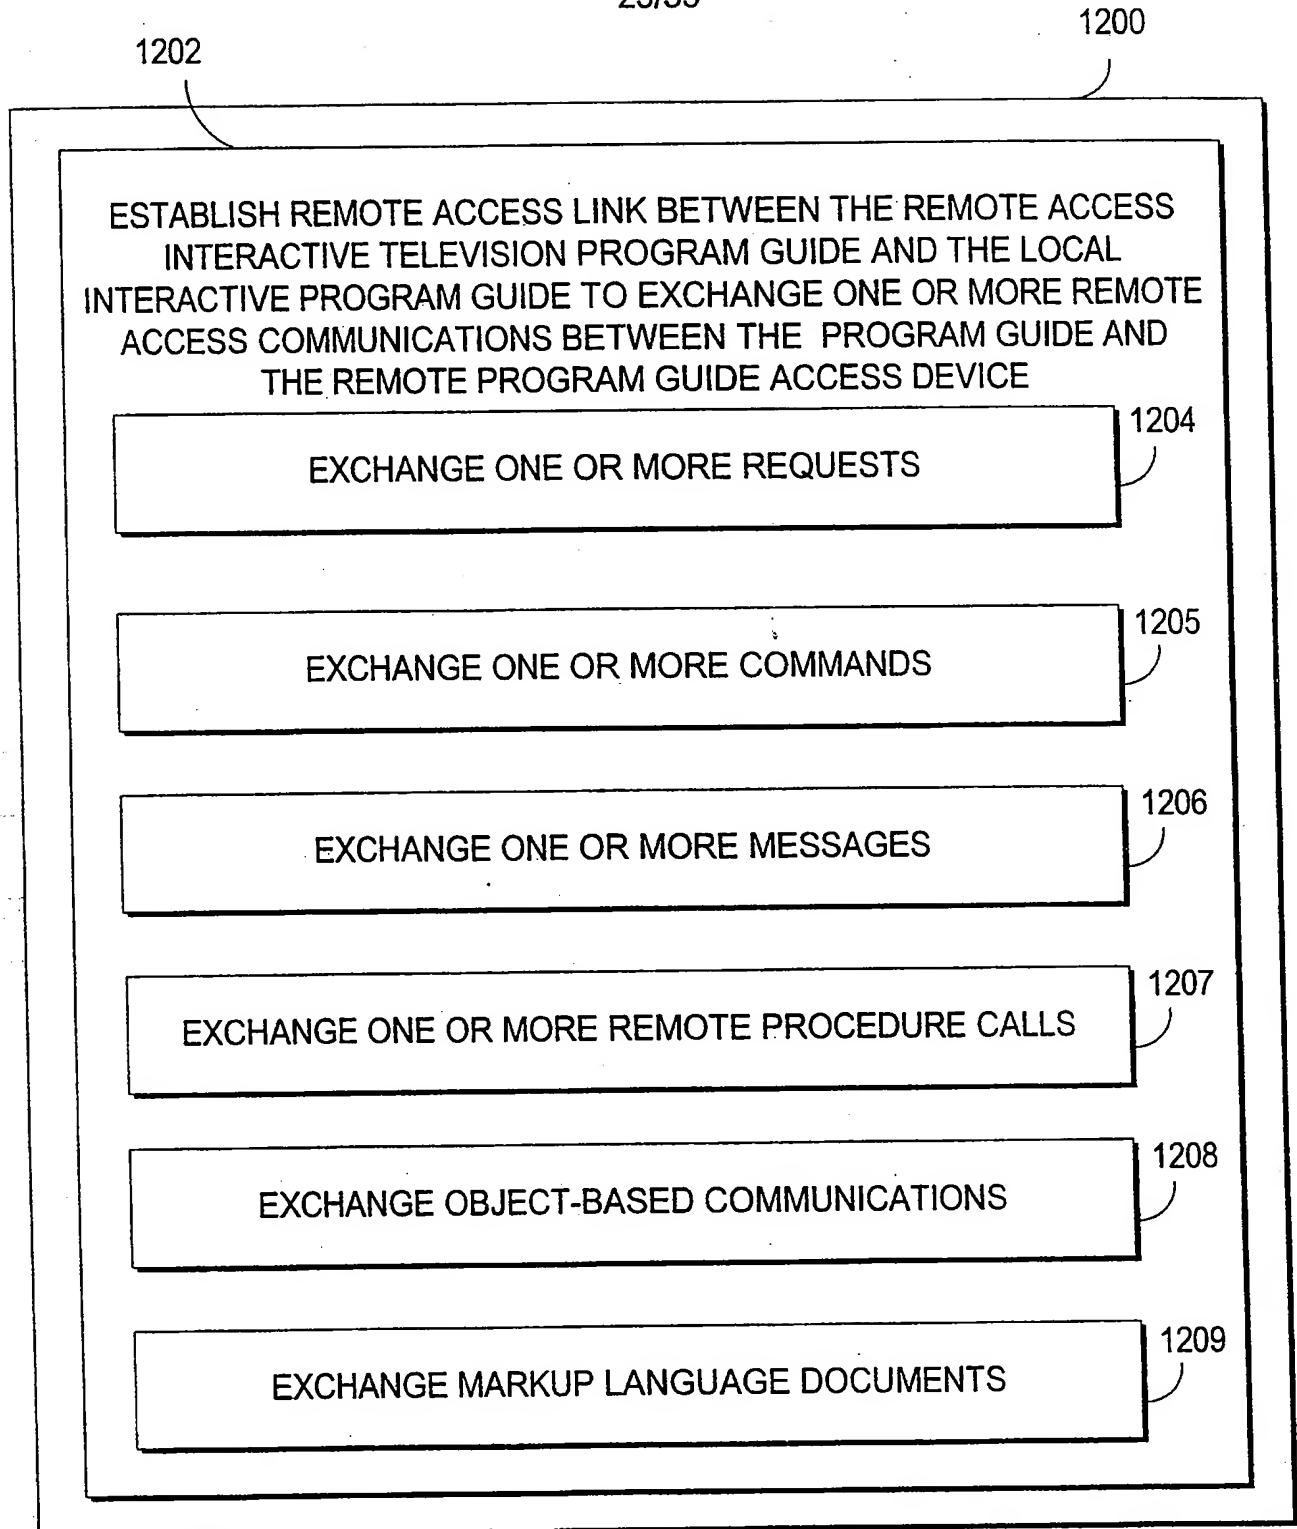 1202
1200
ESTABLISH REMOTE ACCESS LINK BETWEEN THE REMOTE ACCESS
INTERACTIVE TELEVISION PROGRAM GUIDE AND THE LOCAL
INTERACTIVE PROGRAM GUIDE TO EXCHANGE ONE OR MORE REMOTE
ACCESS COMMUNICATIONS BETWEEN THE PROGRAM GUIDE AND
THE REMOTE PROGRAM GUIDE ACCESS DEVICE
1204
EXCHANGE ONE OR MORE REQUESTS
1205
EXCHANGE ONE OR MORE COMMANDS
1206
EXCHANGE ONE OR MORE MESSAGES
1207
EXCHANGE ONE OR MORE REMOTE PROCEDURE CALLS
1208
EXCHANGE OBJECT-BASED COMMUNICATIONS
1209
EXCHANGE MARKUP LANGUAGE DOCUMENTS